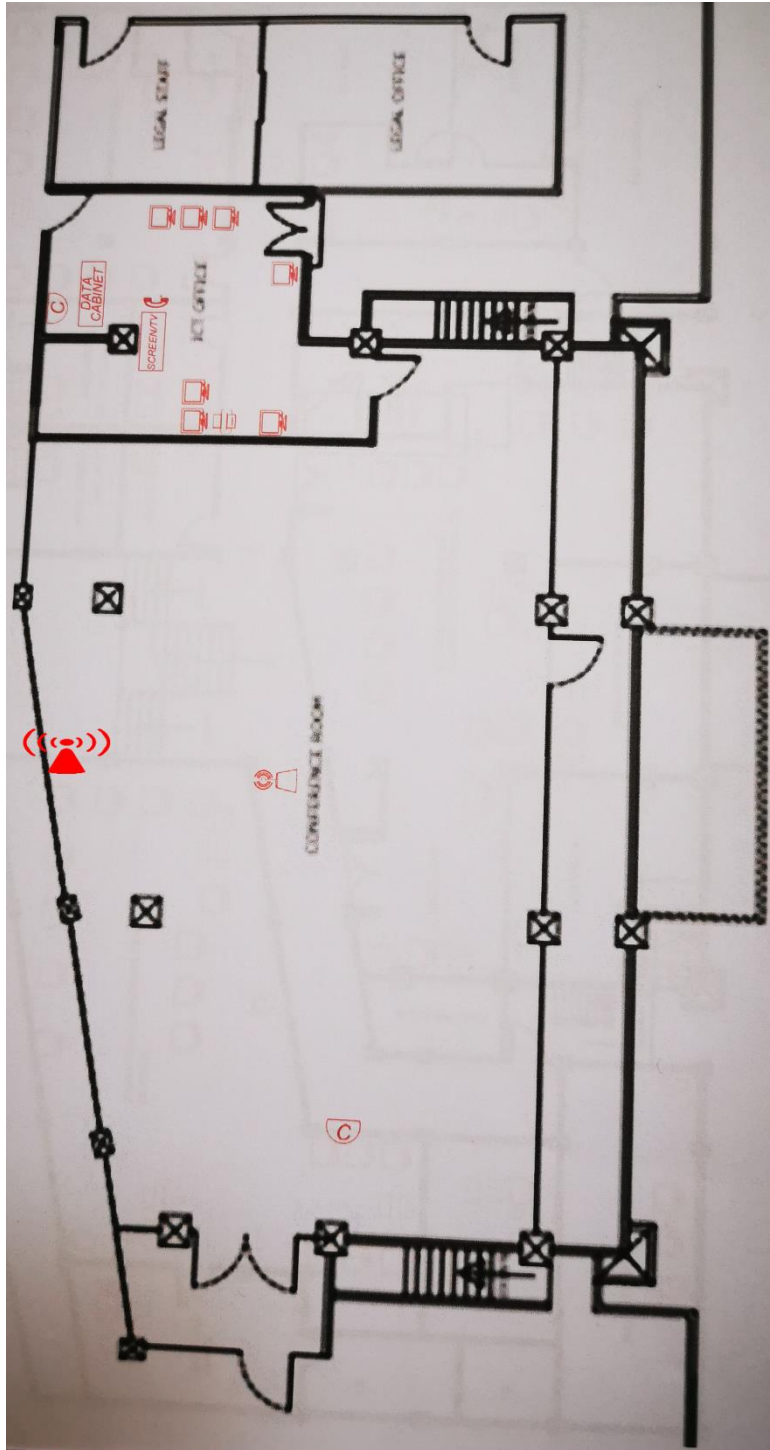 LEGAL STAFF
LEGAL OFFICE
C
DATA
CABINET
SCREEN/TV
ICT OFFICE
CONFERENCE ROOM
C